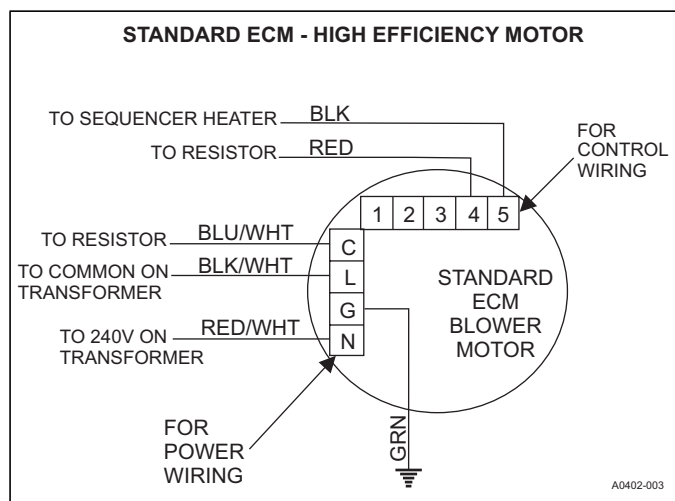 STANDARD ECM - HIGH EFFICIENCY MOTOR
TO SEQUENCER HEATER BLK
TO RESISTOR RED
FOR
CONTROL
WIRING
1 2 3 4 5
TO RESISTOR BLU/WHT C
TO COMMON ON
TRANSFORMER
BLK/WHT L
G
TO 240V ON
TRANSFORMER
RED/WHT N
STANDARD
ECM
BLOWER
MOTOR
FOR
POWER
WIRING
GRN
A0402-003